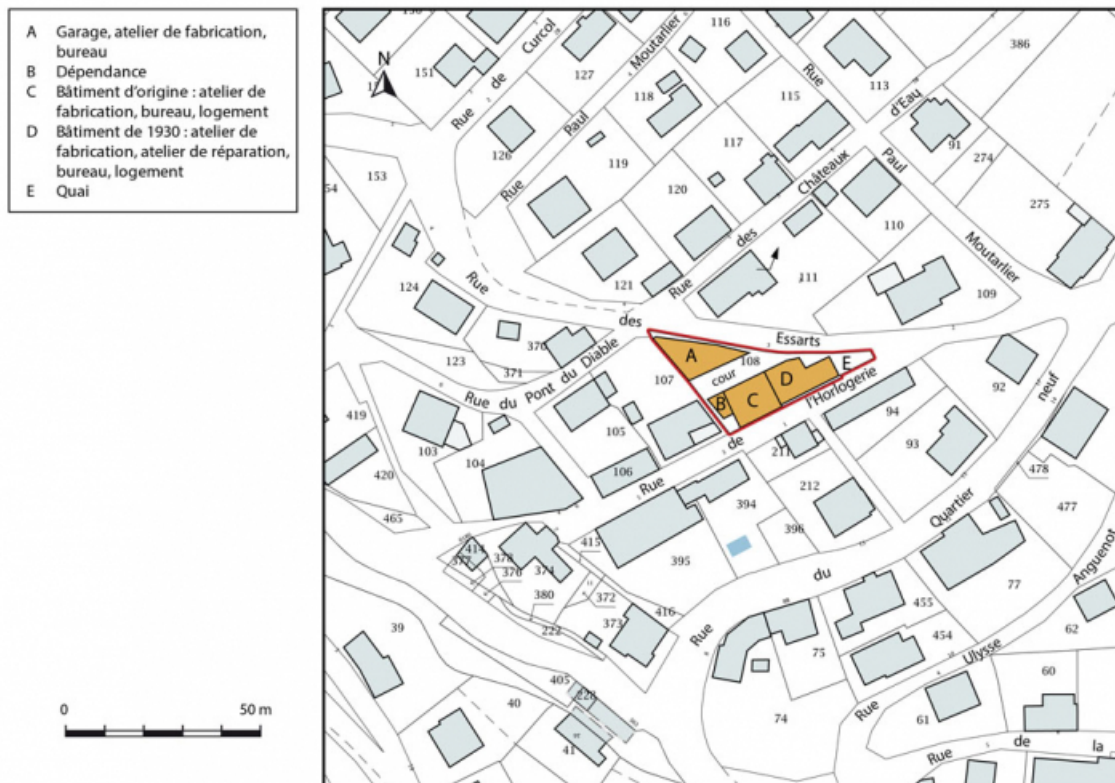 A Garage, atelier de fabrication,
bureau
B Dépendance
C Bâtiment d'origine : atelier de
fabrication, bureau, logement
D Bâtiment de 1930 : atelier de
fabrication, atelier de réparation,
bureau, logement
E Quai
0 50 m
N
Rue de Curcol
Rue Paul Moutarlier
Rue Paul Moutarlier
Rue des Châteaux d'Eau
Rue des Essarts
Rue du Pont du Diable
Rue de l'Horlogerie
Rue du Quartier neuf
Rue Ulysse Anguenot
Rue de la
A
B
C
D
E
cour
116
386
151
127
118
115
113
126
119
117
91
274
153
120
275
110
121
111
124
109
123
370
371
107
108
92
419
105
94
103
93
420
104
106
478
212
465
394
396
477
415
414
377
378
376
374
395
77
380
372
373
416
455
222
454
39
75
62
60
405
228
40
74
61
41